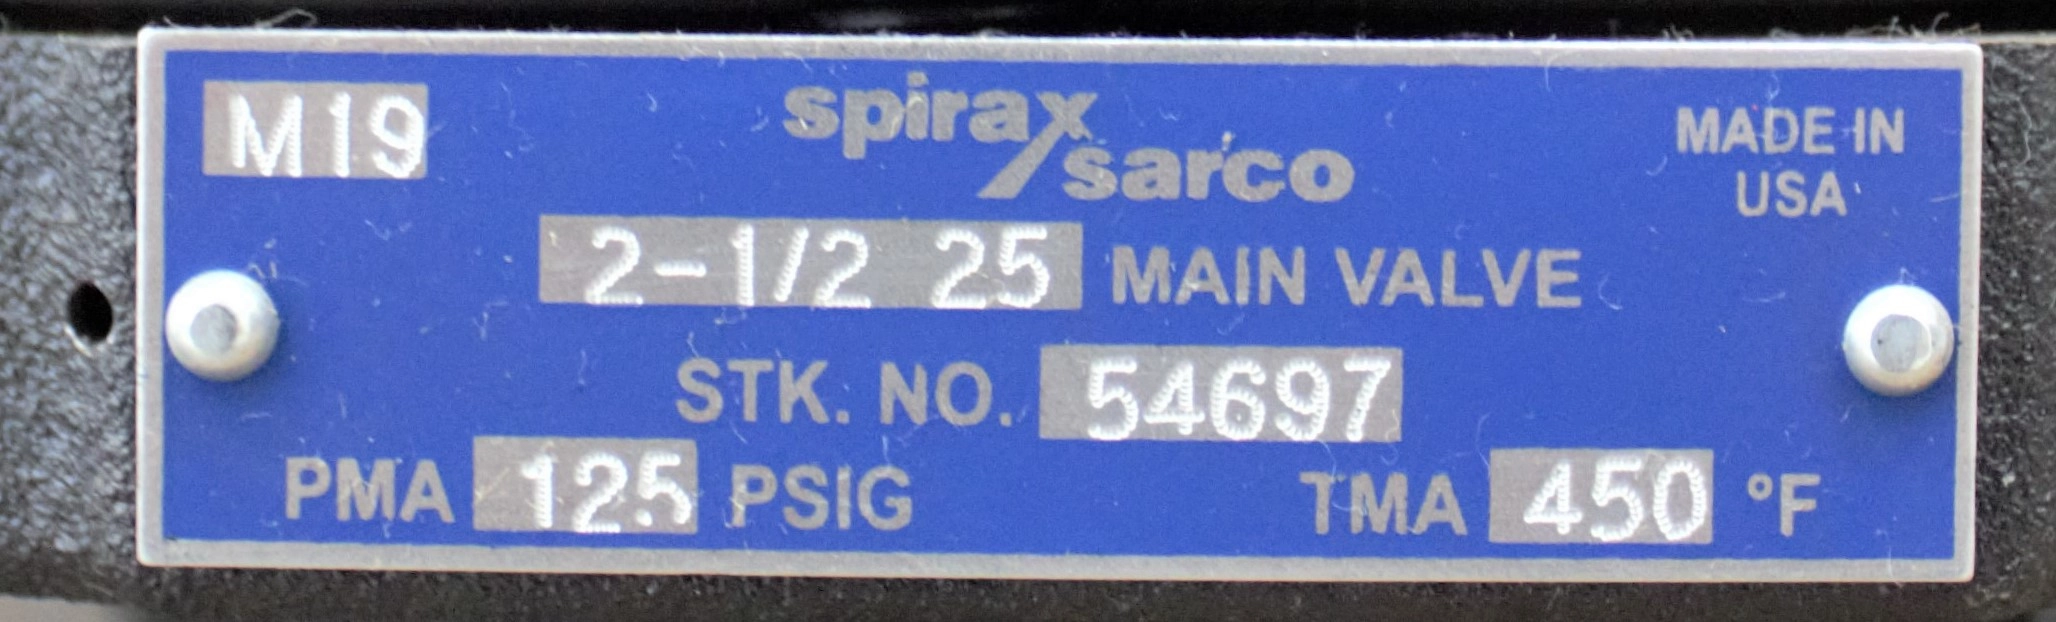 M19
spirax
sarco
MADE IN
USA
2-1/2 25 MAIN VALVE
STK. NO. 54697
PMA 125 PSIG
TMA 450 °F